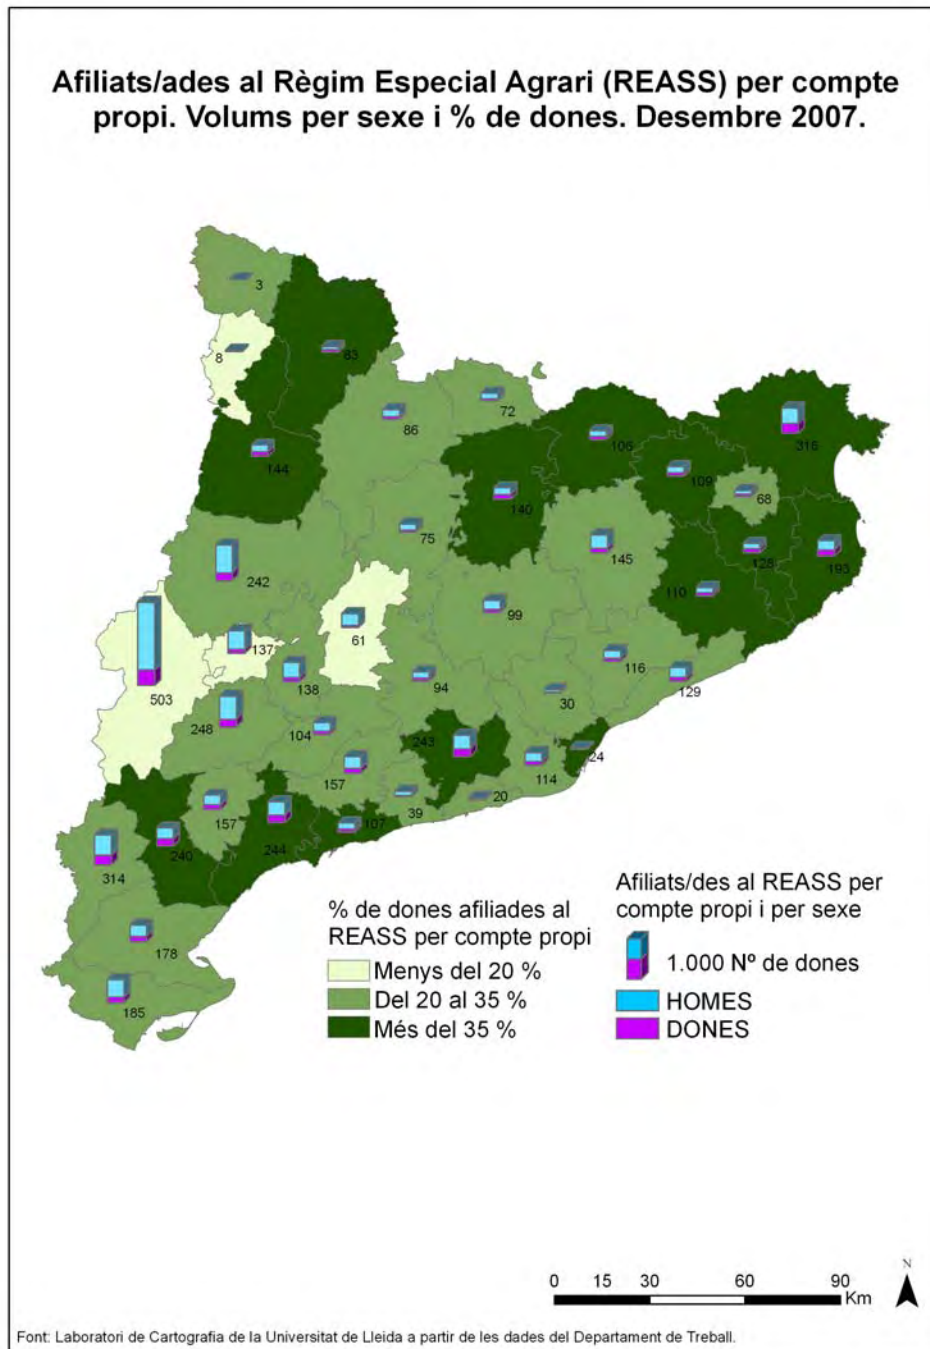 Afiliats/ades al Règim Especial Agrari (REASS) per compte
propi. Volums per sexe i % de dones. Desembre 2007.
3
8
83
86
72
144
106
316
109
68
140
75
145
128
193
242
110
99
61
137
116
503
138
94
129
30
248
104
243
24
157
114
157
39
20
107
240
244
314
178
185
% de dones afiliades al
REASS per compte propi
Menys del 20 %
Del 20 al 35 %
Més del 35 %
Afiliats/des al REASS per
compte propi i per sexe
1.000 Nº de dones
HOMES
DONES
0 15 30 60 90
Km
N
Font: Laboratori de Cartografia de la Universitat de Lleida a partir de les dades del Departament de Treball.